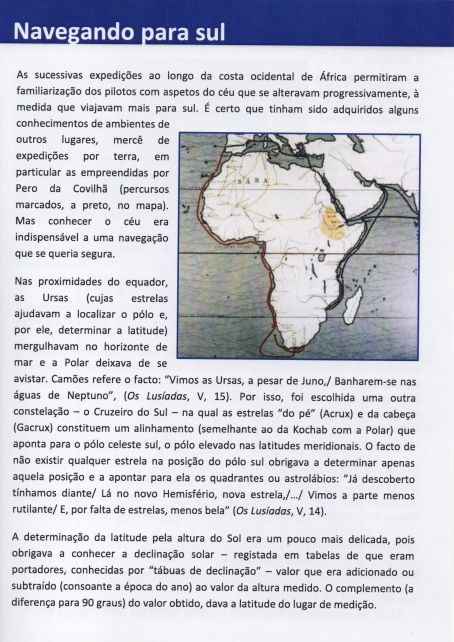 Navegando para sul
As sucessivas expedições ao longo da costa ocidental de África permitiram a
familiarização dos pilotos com aspetos do céu que se alteravam progressivamente, à
medida que viajavam mais para sul. É certo que tinham sido adquiridos alguns
conhecimentos de ambientes de
outros lugares, mercê de
expedições por terra, em
particular as empreendidas por
Pero da Covilhã (percursos
marcados, a preto, no mapa).
Mas conhecer o céu era
indispensável a uma navegação
que se queria segura.
Nas proximidades do equador,
as Ursas (cujas estrelas
ajudavam a localizar o pólo e,
por ele, determinar a latitude)
mergulhavam no horizonte de
mar e a Polar deixava de se
avistar. Camões refere o facto: “Vimos as Ursas, a pesar de Juno,/ Banharem-se nas
águas de Neptuno”, (Os Lusíadas, V, 15). Por isso, foi escolhida uma outra
constelação – o Cruzeiro do Sul – na qual as estrelas “do pé” (Acrux) e da cabeça
(Gacrux) constituem um alinhamento (semelhante ao da Kochab com a Polar) que
aponta para o pólo celeste sul, o pólo elevado nas latitudes meridionais. O facto de
não existir qualquer estrela na posição do pólo sul obrigava a determinar apenas
aquela posição e a apontar para ela os quadrantes ou astrolábios: “Já descoberto
tínhamos diante/ Lá no novo Hemisfério, nova estrela,/.../ Vimos a parte menos
rutilante/ E, por falta de estrelas, menos bela” (Os Lusíadas, V, 14).
A determinação da latitude pela altura do Sol era um pouco mais delicada, pois
obrigava a conhecer a declinação solar – registada em tabelas de que eram
portadores, conhecidas por “tábuas de declinação” – valor que era adicionado ou
subtraído (consoante a época do ano) ao valor da altura medido. O complemento (a
diferença para 90 graus) do valor obtido, dava a latitude do lugar de medição.